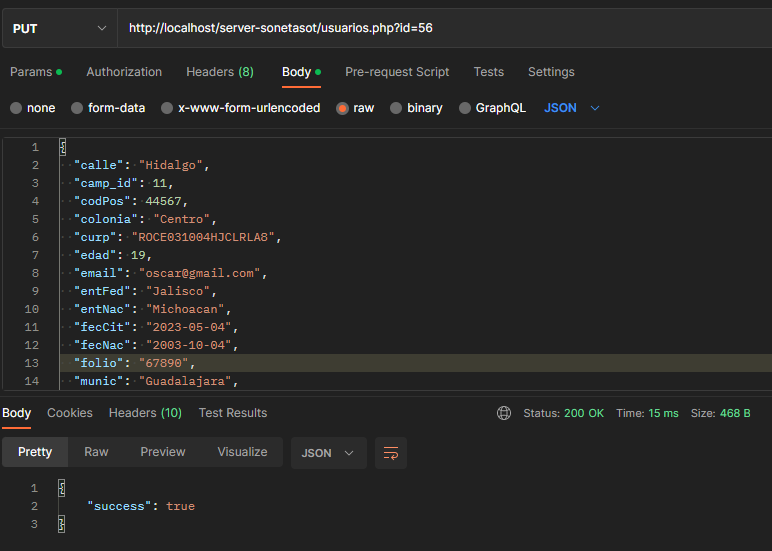 PUT http://localhost/server-sonetasot/usuarios.php?id=56
Params Authorization Headers (8) Body Pre-request Script Tests Settings
none form-data x-www-form-urlencoded raw binary GraphQL JSON
1 {
2 "calle": "Hidalgo",
3 "camp_id": 11,
4 "codPos": 44567,
5 "colonia": "Centro",
6 "curp": "ROCE031004HJCLRLA8",
7 "edad": 19,
8 "email": "oscar@gmail.com",
9 "entFed": "Jalisco",
10 "entNac": "Michoacan",
11 "fecCit": "2023-05-04",
12 "fecNac": "2003-10-04",
13 "folio": "67890",
14 "munic": "Guadalajara",
Body Cookies Headers (10) Test Results Status: 200 OK Time: 15 ms Size: 468 B
Pretty Raw Preview Visualize JSON
1 {
2 "success": true
3 }